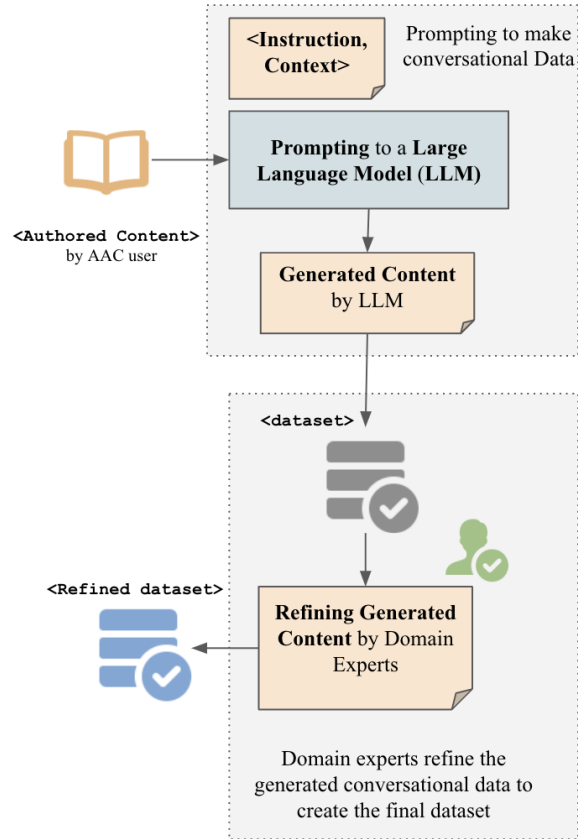 <Instruction,
Context>
Prompting to make
conversational Data
Prompting to a Large
Language Model (LLM)
<Authored Content>
by AAC user
Generated Content
by LLM
<dataset>
<Refined dataset>
Refining Generated
Content by Domain
Experts
Domain experts refine the
generated conversational data to
create the final dataset